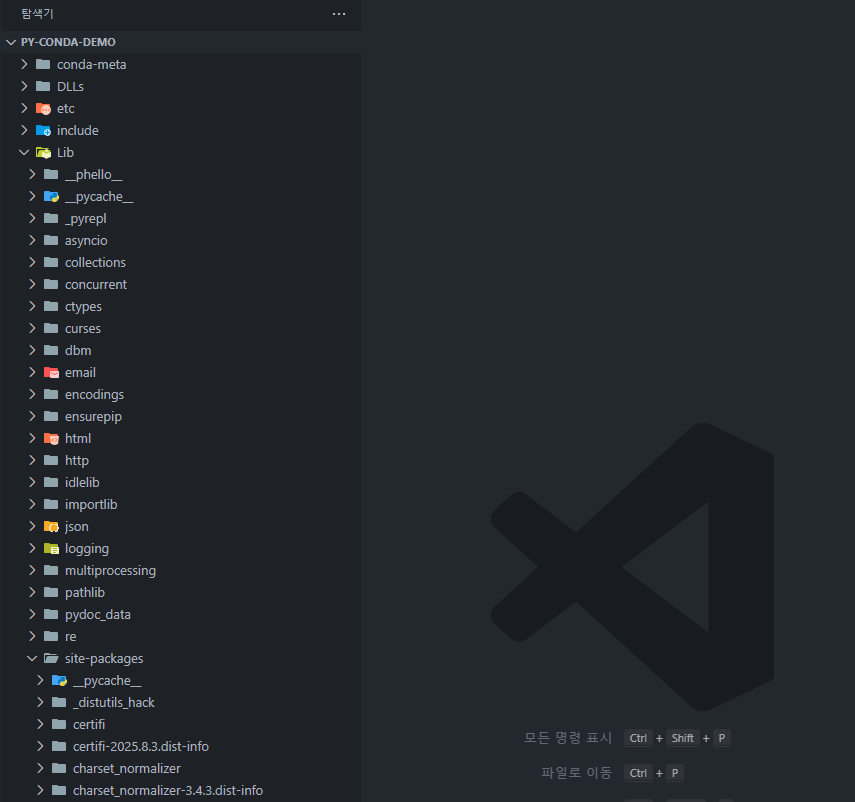 탐색기 ...
PY-CONDA-DEMO
conda-meta
DLLs
etc
include
Lib
__phello__
__pycache__
_pyrepl
asyncio
collections
concurrent
ctypes
curses
dbm
email
encodings
ensurepip
html
http
idlelib
importlib
json
logging
multiprocessing
pathlib
pydoc_data
re
site-packages
__pycache__
_distutils_hack
certifi
certifi-2025.8.3.dist-info
charset_normalizer
charset_normalizer-3.4.3.dist-info
모든 명령 표시 Ctrl + Shift + P
파일로 이동 Ctrl + P